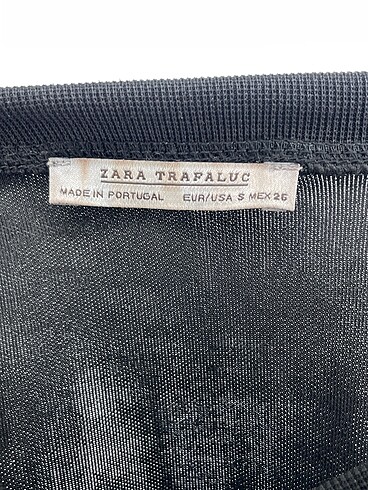 ZARA TRAFALUC
MADE IN PORTUGAL EUR/USA S MEX 26